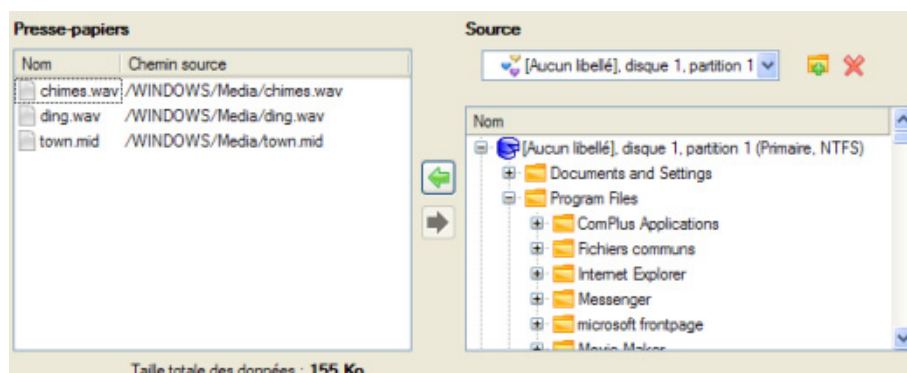 Presse-papiers
Nom Chemin source
chimes.wav /WINDOWS/Media/chimes.wav
ding.wav /WINDOWS/Media/ding.wav
town.mid /WINDOWS/Media/town.mid
Taille totale des données : 155 Ko
Source
[Aucun libellé], disque 1, partition 1
Nom
[Aucun libellé], disque 1, partition 1 (Primaire, NTFS)
Documents and Settings
Program Files
ComPlus Applications
Fichiers communs
Internet Explorer
Messenger
microsoft frontpage
Movie Maker